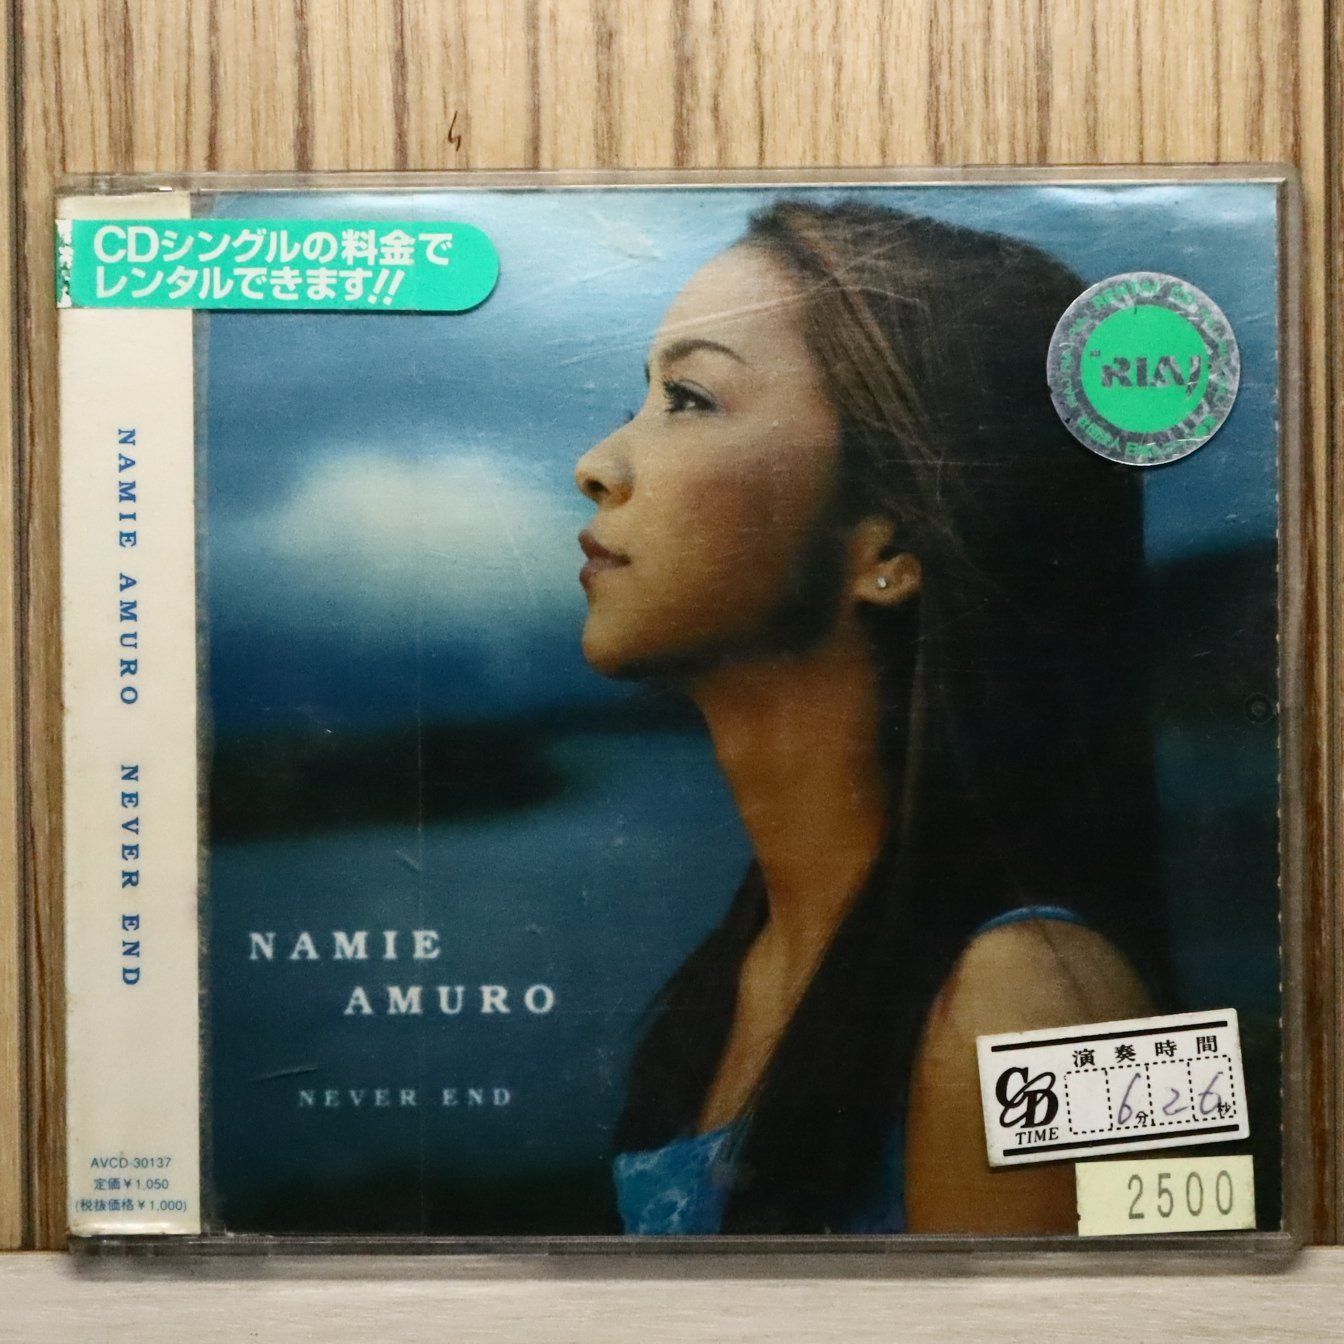 CDシングルの料金で
レンタルできます!!
RIAJ
NAMIE AMURO NEVER END
NAMIE
AMURO
NEVER END
AVCD-30137
定価¥1,050
(税抜価格¥1,000)
演奏時間
CD
TIME
6分26秒
2500